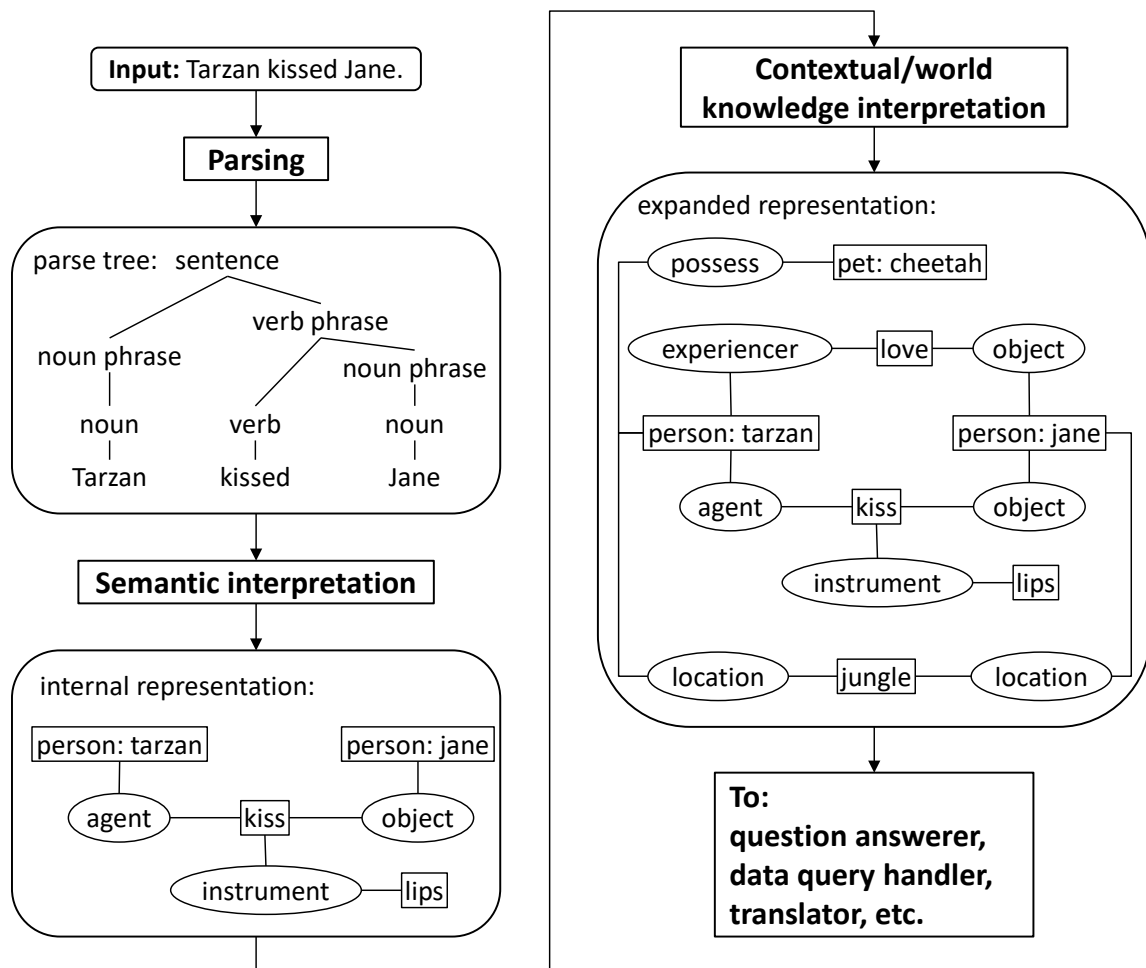 Input: Tarzan kissed Jane.
Parsing
parse tree: sentence
verb phrase
noun phrase
noun phrase
noun verb noun
Tarzan kissed Jane
Semantic interpretation
internal representation:
person: tarzan person: jane
agent kiss object
instrument lips
Contextual/world
knowledge interpretation
expanded representation:
possess pet: cheetah
experiencer love object
person: tarzan person: jane
agent kiss object
instrument lips
location jungle location
To:
question answerer,
data query handler,
translator, etc.